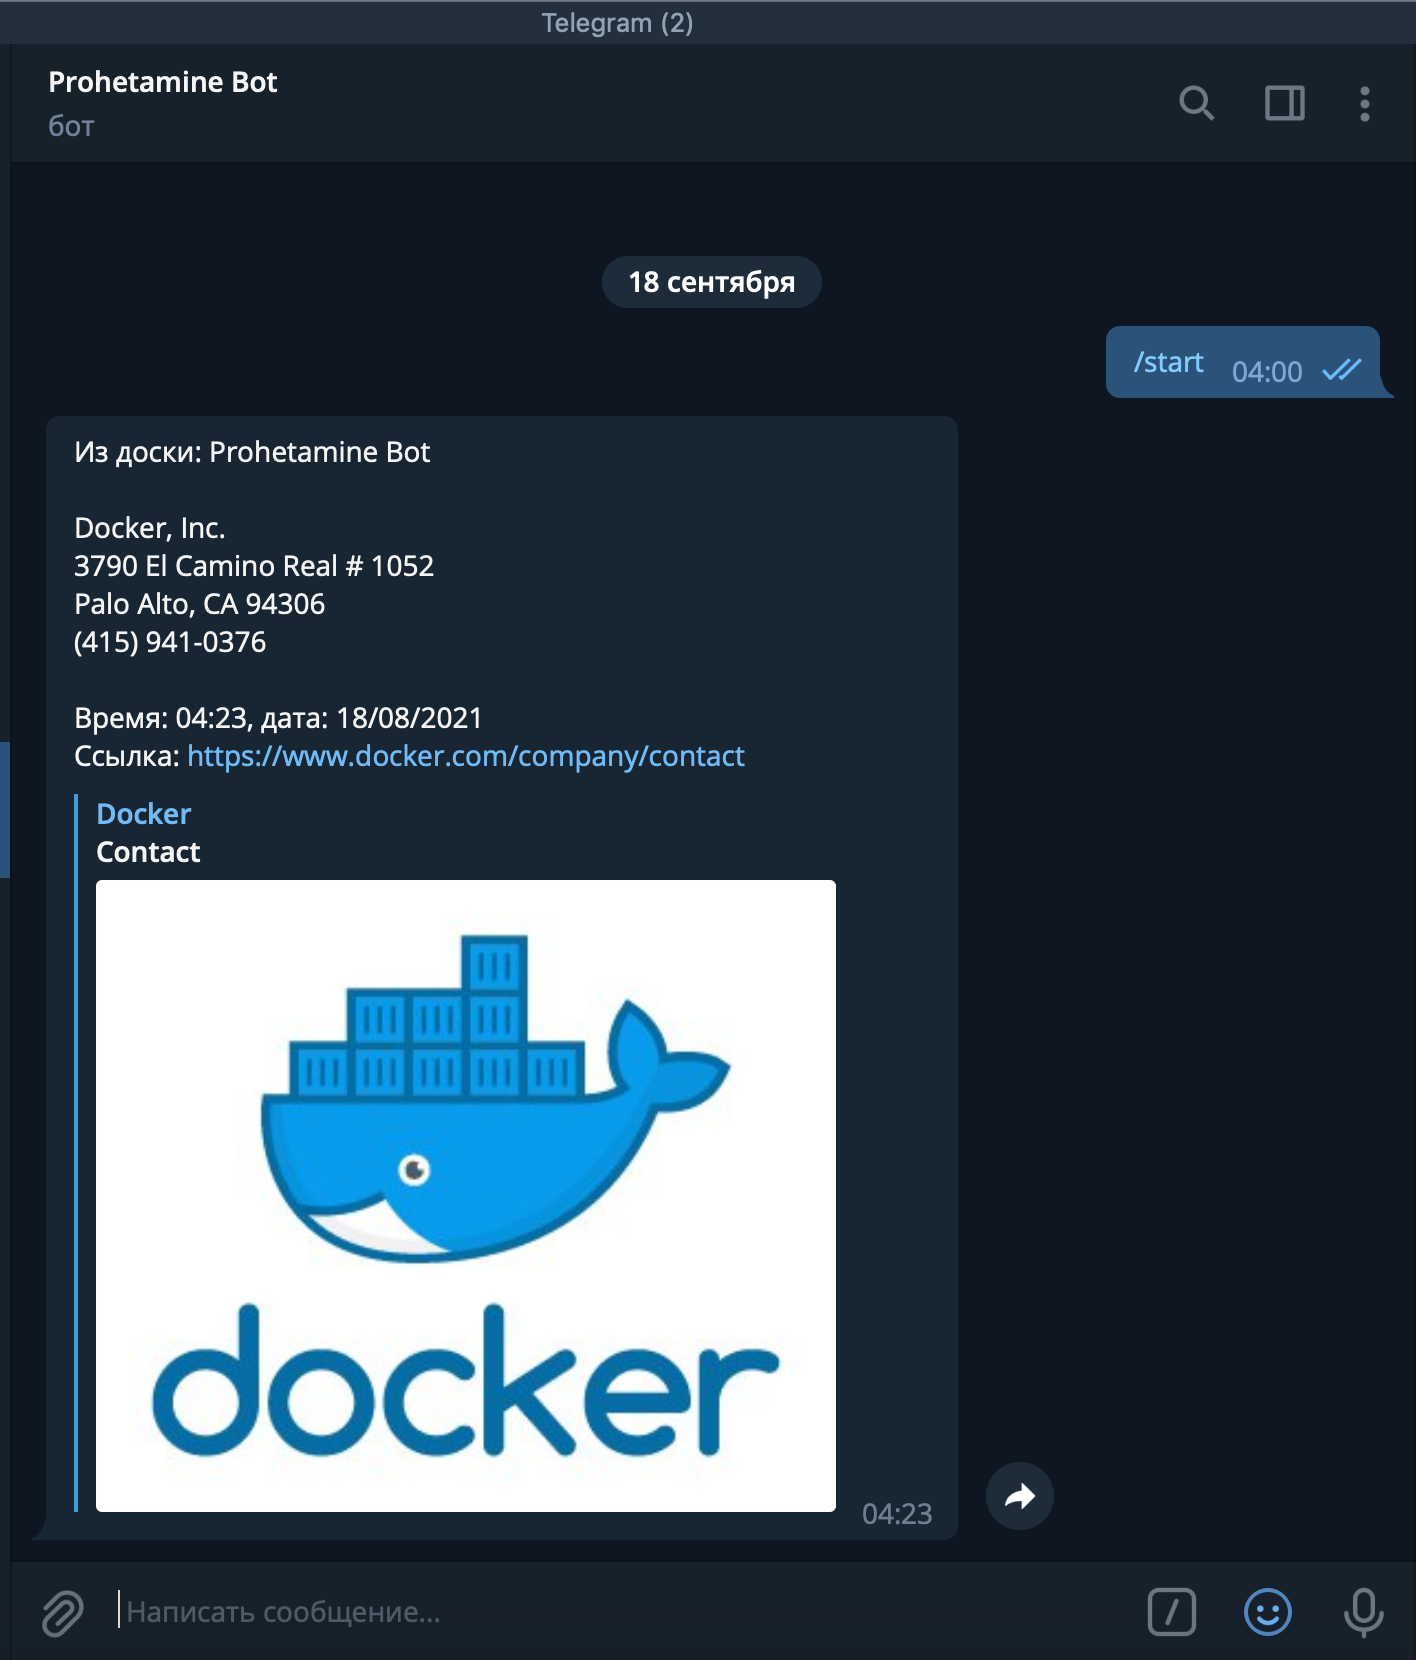 Telegram (2)
Prohetamine Bot
бот
18 сентября
/start 04:00
Из доски: Prohetamine Bot
Docker, Inc.
3790 El Camino Real # 1052
Palo Alto, CA 94306
(415) 941-0376
Время: 04:23, дата: 18/08/2021
Ссылка: https://www.docker.com/company/contact
Docker
Contact
docker
04:23
Написать сообщение...